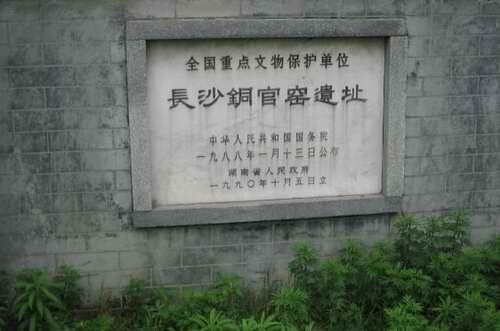 全国重点文物保护单位
長沙銅官窑遺址
中华人民共和国国务院
一九八八年一月十三日公布
湖南省人民政府
一九九〇年十月五日立